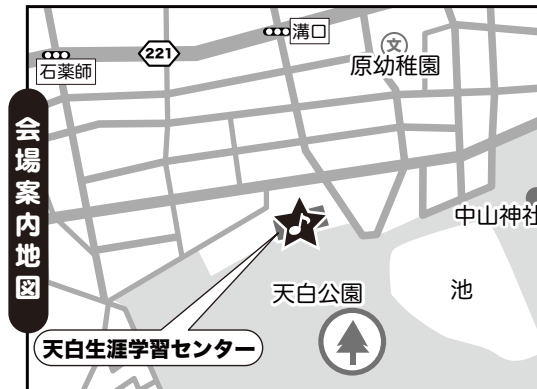 溝口
文
221
原幼稚園
石薬師
会場案内地図
中山神社
天白公園
池
天白生涯学習センター